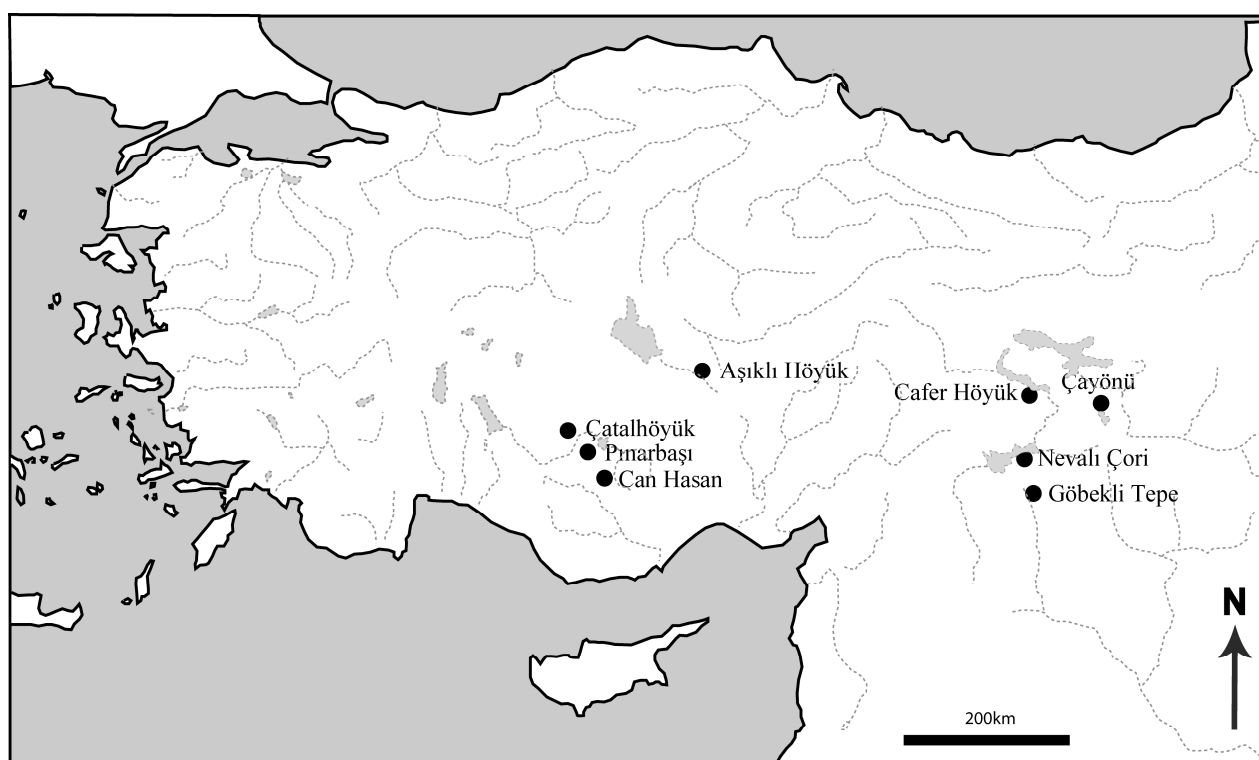 Aşıklı Höyük
Cafer Höyük
Çayönü
Çatalhöyük
Pınarbaşı
Can Hasan
Nevalı Çori
Göbekli Tepe
N
200km